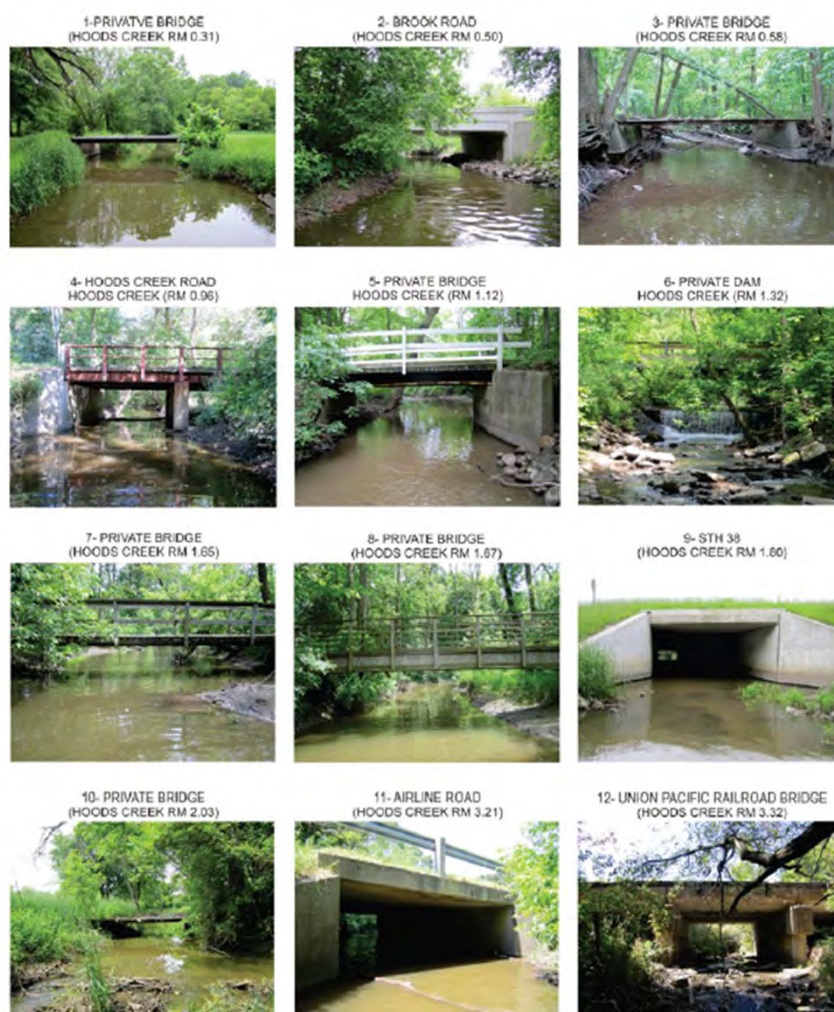 1-PRIVATVE BRIDGE
(HOODS CREEK RM 0.31)
2- BROOK ROAD
(HOODS CREEK RM 0.50)
3- PRIVATE BRIDGE
(HOODS CREEK RM 0.58)
4- HOODS CREEK ROAD
HOODS CREEK (RM 0.96)
5- PRIVATE BRIDGE
HOODS CREEK (RM 1.12)
6- PRIVATE DAM
HOODS CREEK (RM 1.32)
7- PRIVATE BRIDGE
(HOODS CREEK RM 1.65)
8- PRIVATE BRIDGE
(HOODS CREEK RM 1.67)
9- STH 38
(HOODS CREEK RM 1.80)
10- PRIVATE BRIDGE
(HOODS CREEK RM 2.03)
11- AIRLINE ROAD
(HOODS CREEK RM 3.21)
12- UNION PACIFIC RAILROAD BRIDGE
(HOODS CREEK RM 3.32)